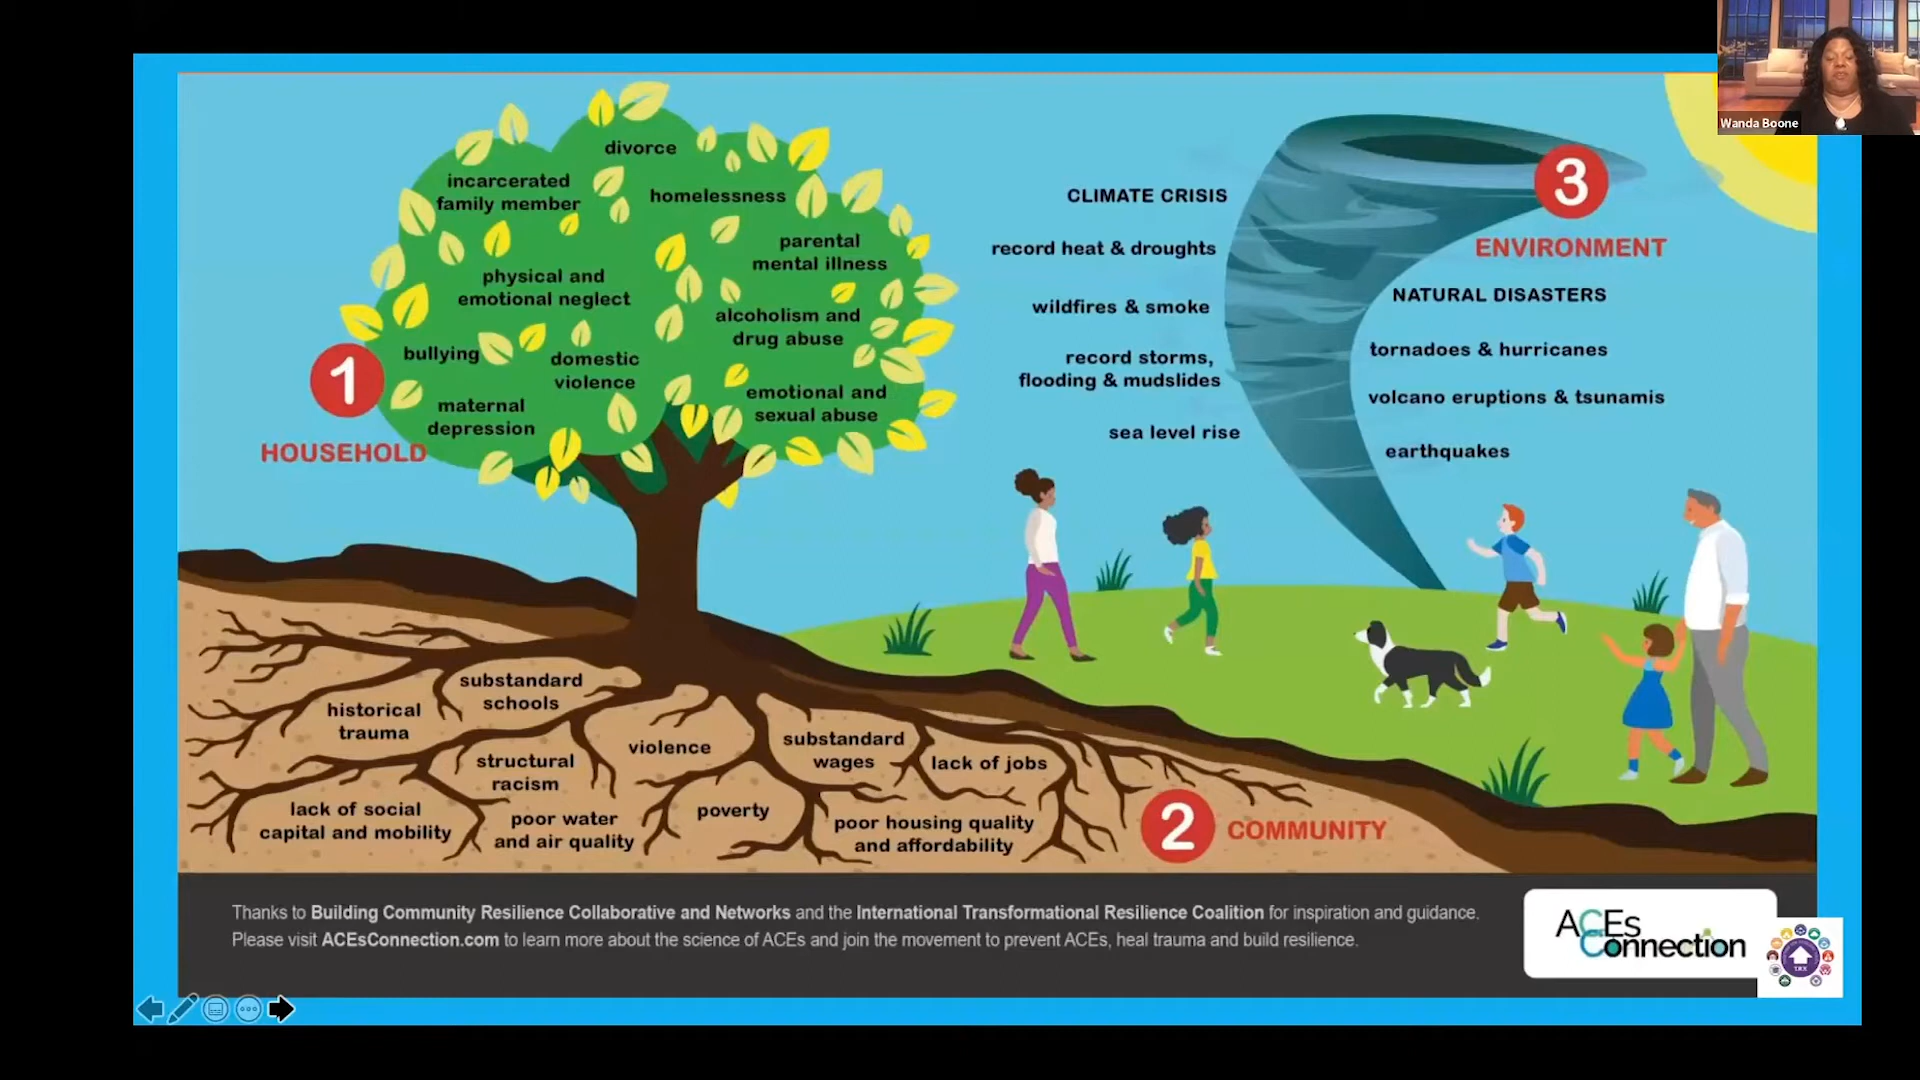 Wanda Boone
1
HOUSEHOLD
divorce
incarcerated
family member
homelessness
parental
mental illness
physical and
emotional neglect
alcoholism and
drug abuse
bullying
domestic
violence
emotional and
sexual abuse
maternal
depression
3
ENVIRONMENT
CLIMATE CRISIS
record heat & droughts
wildfires & smoke
record storms,
flooding & mudslides
sea level rise
NATURAL DISASTERS
tornadoes & hurricanes
volcano eruptions & tsunamis
earthquakes
2
COMMUNITY
substandard
schools
historical
trauma
structural
racism
violence
substandard
wages
lack of jobs
lack of social
capital and mobility
poor water
and air quality
poverty
poor housing quality
and affordability
Thanks to Building Community Resilience Collaborative and Networks and the International Transformational Resilience Coalition for inspiration and guidance.
Please visit ACEsConnection.com to learn more about the science of ACEs and join the movement to prevent ACEs, heal trauma and build resilience.
ACEs
Connection